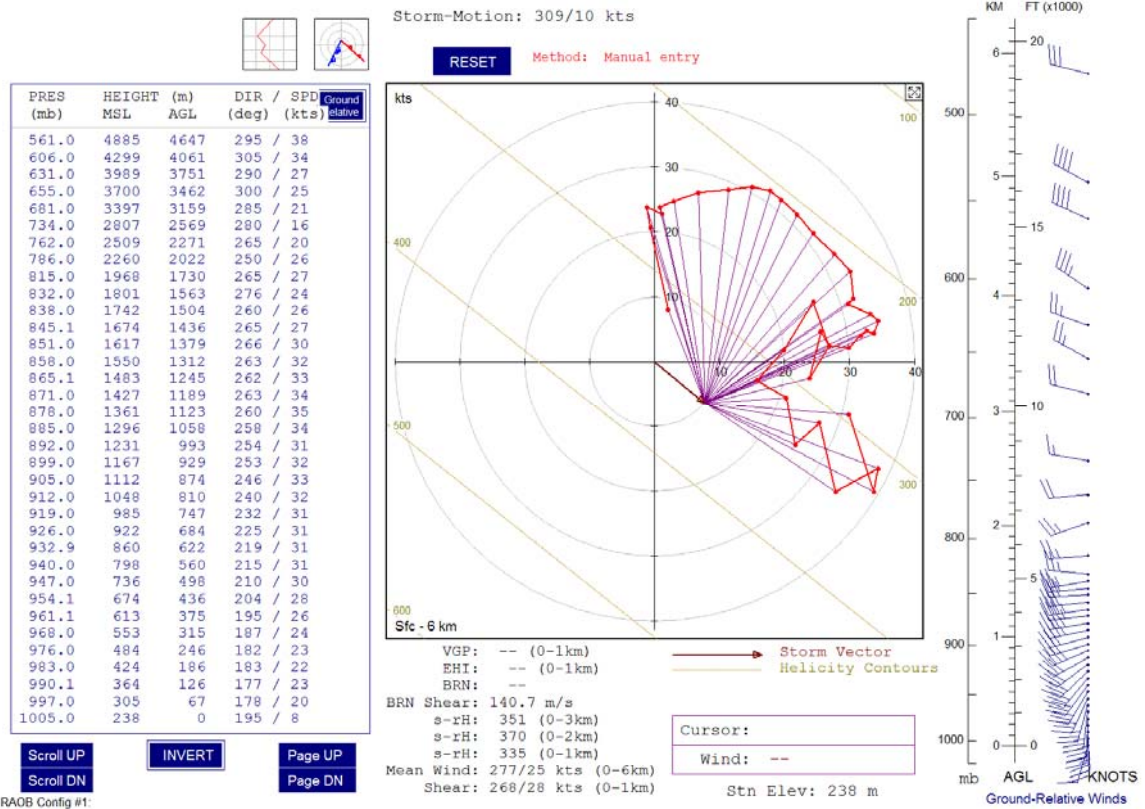 Storm-Motion: 309/10 kts
RESET
Method: Manual entry
PRES HEIGHT (m) DIR / SPD
(mb) MSL AGL (deg) (kts)
Ground
elative
561.0 4885 4647 295 / 38
606.0 4299 4061 305 / 34
631.0 3989 3751 290 / 27
655.0 3700 3462 300 / 25
681.0 3397 3159 285 / 21
734.0 2807 2569 280 / 16
762.0 2509 2271 265 / 20
786.0 2260 2022 250 / 26
815.0 1968 1730 265 / 27
832.0 1801 1563 276 / 24
838.0 1742 1504 260 / 26
845.1 1674 1436 265 / 27
851.0 1617 1379 266 / 30
858.0 1550 1312 263 / 32
865.1 1483 1245 262 / 33
871.0 1427 1189 263 / 34
878.0 1361 1123 260 / 35
885.0 1296 1058 258 / 34
892.0 1231 993 254 / 31
899.0 1167 929 253 / 32
905.0 1112 874 246 / 33
912.0 1048 810 240 / 32
919.0 985 747 232 / 31
926.0 922 684 225 / 31
932.9 860 622 219 / 31
940.0 798 560 215 / 31
947.0 736 498 210 / 30
954.1 674 436 204 / 28
961.1 613 375 195 / 26
968.0 553 315 187 / 24
976.0 484 246 182 / 23
983.0 424 186 183 / 22
990.1 364 126 177 / 23
997.0 305 67 178 / 20
1005.0 238 0 195 / 8
Scroll UP
Scroll DN
INVERT
Page UP
Page DN
RAOB Config #1:
kts
40
30
20
10
10 20 30 40
100
200
300
400
500
600
Sfc - 6 km
VGP: -- (0-1km)
EHI: -- (0-1km)
BRN: --
BRN Shear: 140.7 m/s
s-rH: 351 (0-3km)
s-rH: 370 (0-2km)
s-rH: 335 (0-1km)
Mean Wind: 277/25 kts (0-6km)
Shear: 268/28 kts (0-1km)
Storm Vector
Helicity Contours
Cursor:
Wind: --
Stn Elev: 238 m
KM FT (x1000)
500
600
700
800
900
1000
6
5
4
3
2
1
0
20
15
10
5
0
mb AGL KNOTS
Ground-Relative Winds